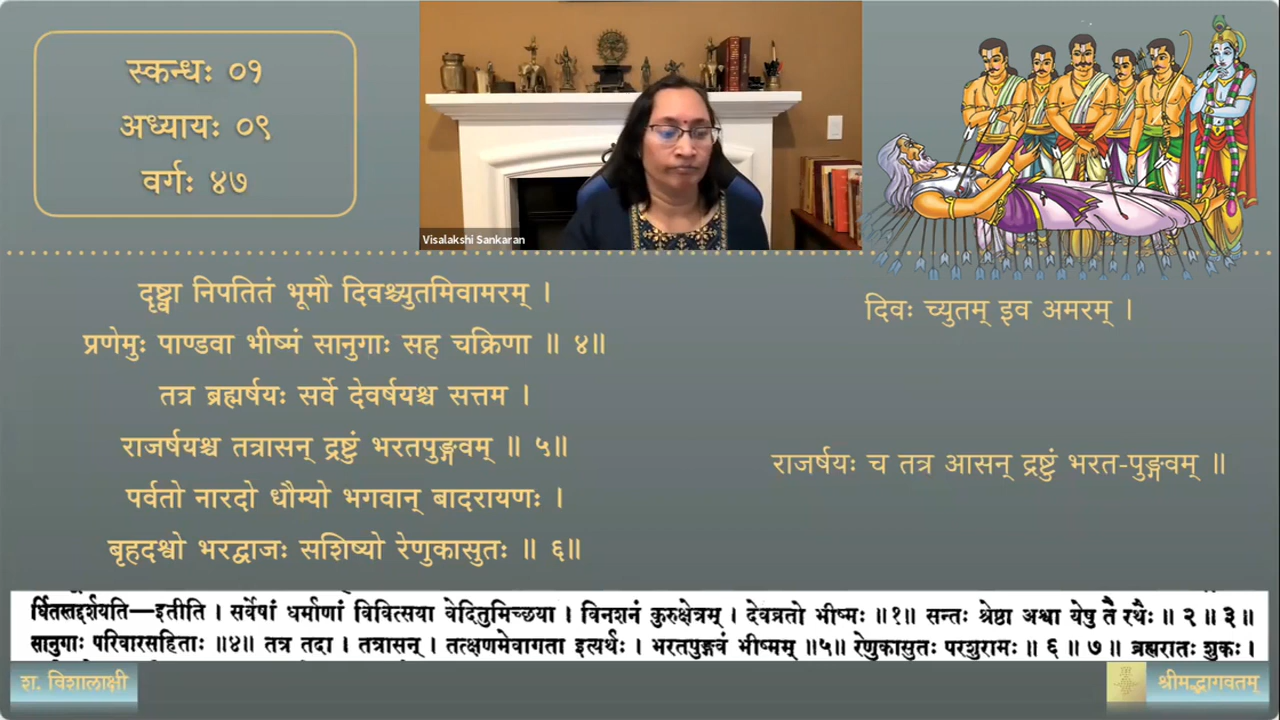 स्कन्धः ०१
अध्यायः ०९
वर्गः ४७
Visalakshi Sankaran
दृष्ट्वा निपतितं भूमौ दिवश्च्युतमिवामरम् ।
प्रणेमुः पाण्डवा भीष्मं सानुगाः सह चक्रिणा ॥ ४॥
तत्र ब्रह्मर्षयः सर्वे देवर्षयश्च सत्तम ।
राजर्षयश्च तत्रासन् द्रष्टुं भरतपुङ्गवम् ॥ ५॥
पर्वतो नारदो धौम्यो भगवान् बादरायणः ।
बृहदश्वो भरद्वाजः सशिष्यो रेणुकासुतः ॥ ६॥
दिवः च्युतम् इव अमरम् ।
राजर्षयः च तत्र आसन् द्रष्टुं भरत-पुङ्गवम् ॥
र्धितस्तद्दर्शयति—इतीति । सर्वेषां धर्माणां विवित्सया वेदितुमिच्छया । विनशनं कुरुक्षेत्रम् । देवव्रतो भीष्मः ॥१॥ सन्तः श्रेष्ठा अश्वा येषु तै रथैः ॥ २ ॥ ३ ॥
सानुगाः परिवारसहिताः ॥४॥ तत्र तदा । तत्रासन् । तत्क्षणमेवागता इत्यर्थः । भरतपुङ्गवं भीष्मम् ॥५॥ रेणुकासुतः परशुरामः ॥ ६ ॥ ७ ॥ ब्रह्मरातः शुकः ।
श. विशालाक्षी
श्रीमद्भागवतम्